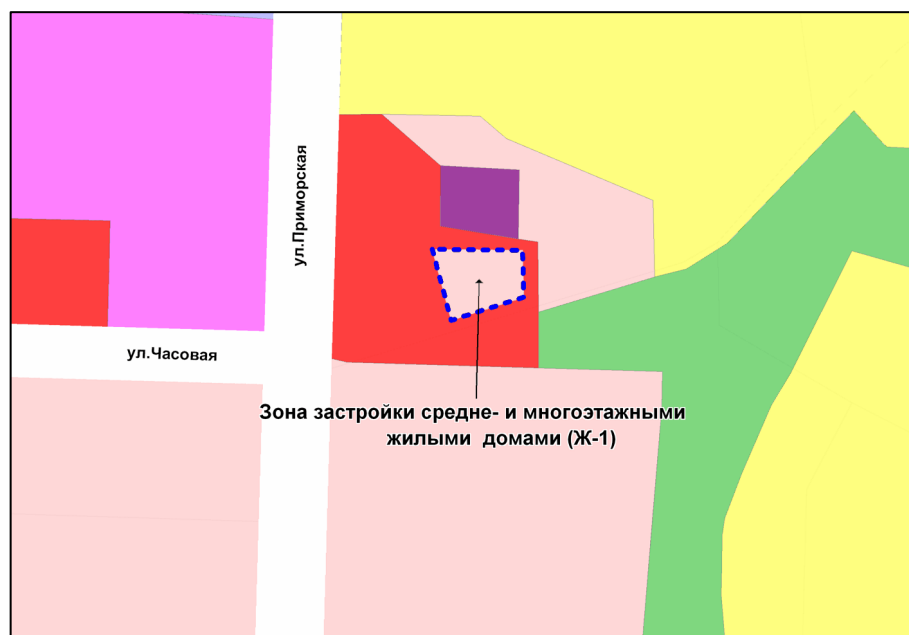 ул.Приморская
ул.Часовая
Зона застройки средне- и многоэтажными
жилыми домами (Ж-1)